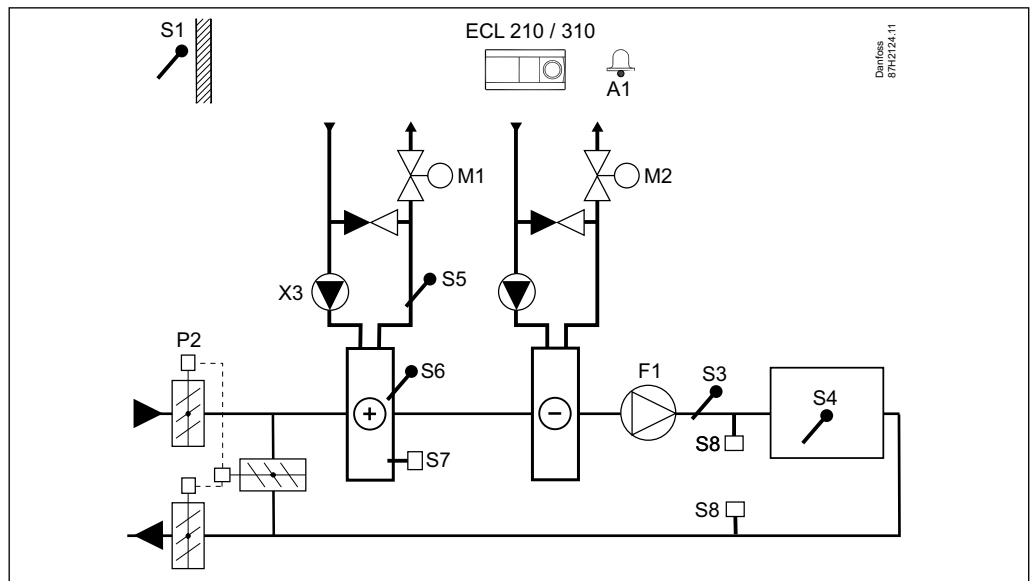 S1
ECL 210 / 310
A1
Danfoss
87H2124.11
M1
M2
X3
S5
P2
S6
F1
S3
S4
+
−
S8
S7
S8